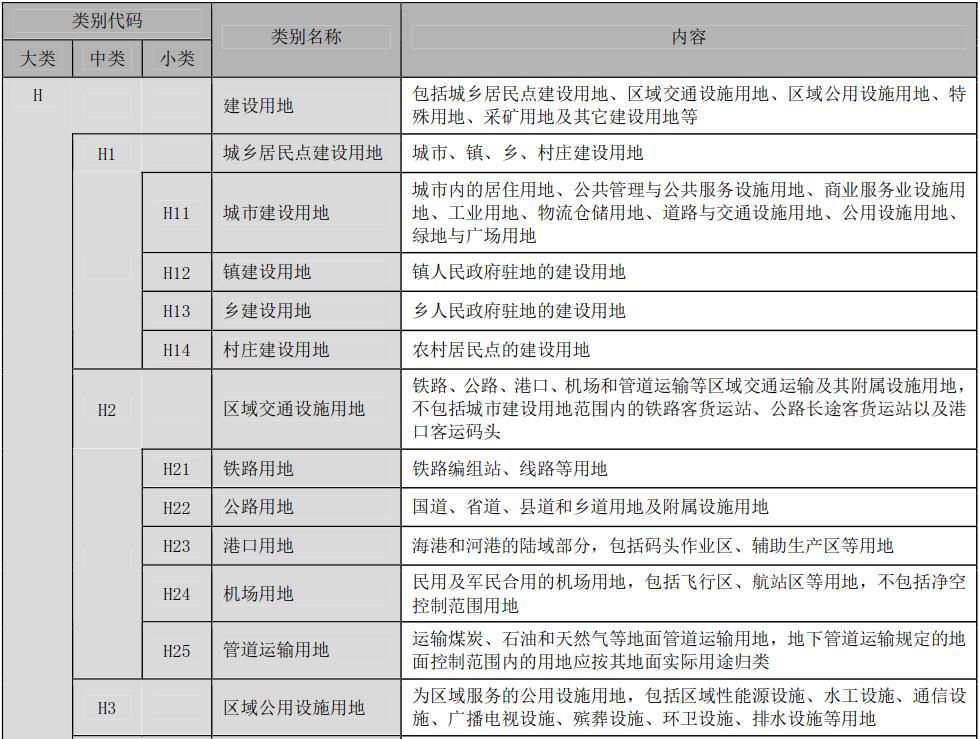 类别代码 类别名称 内容
大类 中类 小类
H 建设用地 包括城乡居民点建设用地、区域交通设施用地、区域公用设施用地、特
殊用地、采矿用地及其它建设用地等
H1 城乡居民点建设用地 城市、镇、乡、村庄建设用地
H11 城市建设用地 城市内的居住用地、公共管理与公共服务设施用地、商业服务业设施用
地、工业用地、物流仓储用地、道路与交通设施用地、公用设施用地、
绿地与广场用地
H12 镇建设用地 镇人民政府驻地的建设用地
H13 乡建设用地 乡人民政府驻地的建设用地
H14 村庄建设用地 农村居民点的建设用地
H2 区域交通设施用地 铁路、公路、港口、机场和管道运输等区域交通运输及其附属设施用地，
不包括城市建设用地范围内的铁路客货运站、公路长途客货运站以及港
口客运码头
H21 铁路用地 铁路编组站、线路等用地
H22 公路用地 国道、省道、县道和乡道用地及附属设施用地
H23 港口用地 海港和河港的陆域部分，包括码头作业区、辅助生产区等用地
H24 机场用地 民用及军民合用的机场用地，包括飞行区、航站区等用地，不包括净空
控制范围用地
H25 管道运输用地 运输煤炭、石油和天然气等地面管道运输用地，地下管道运输规定的地
面控制范围内的用地应按其地面实际用途归类
H3 区域公用设施用地 为区域服务的公用设施用地，包括区域性能源设施、水工设施、通信设
施、广播电视设施、殡葬设施、环卫设施、排水设施等用地